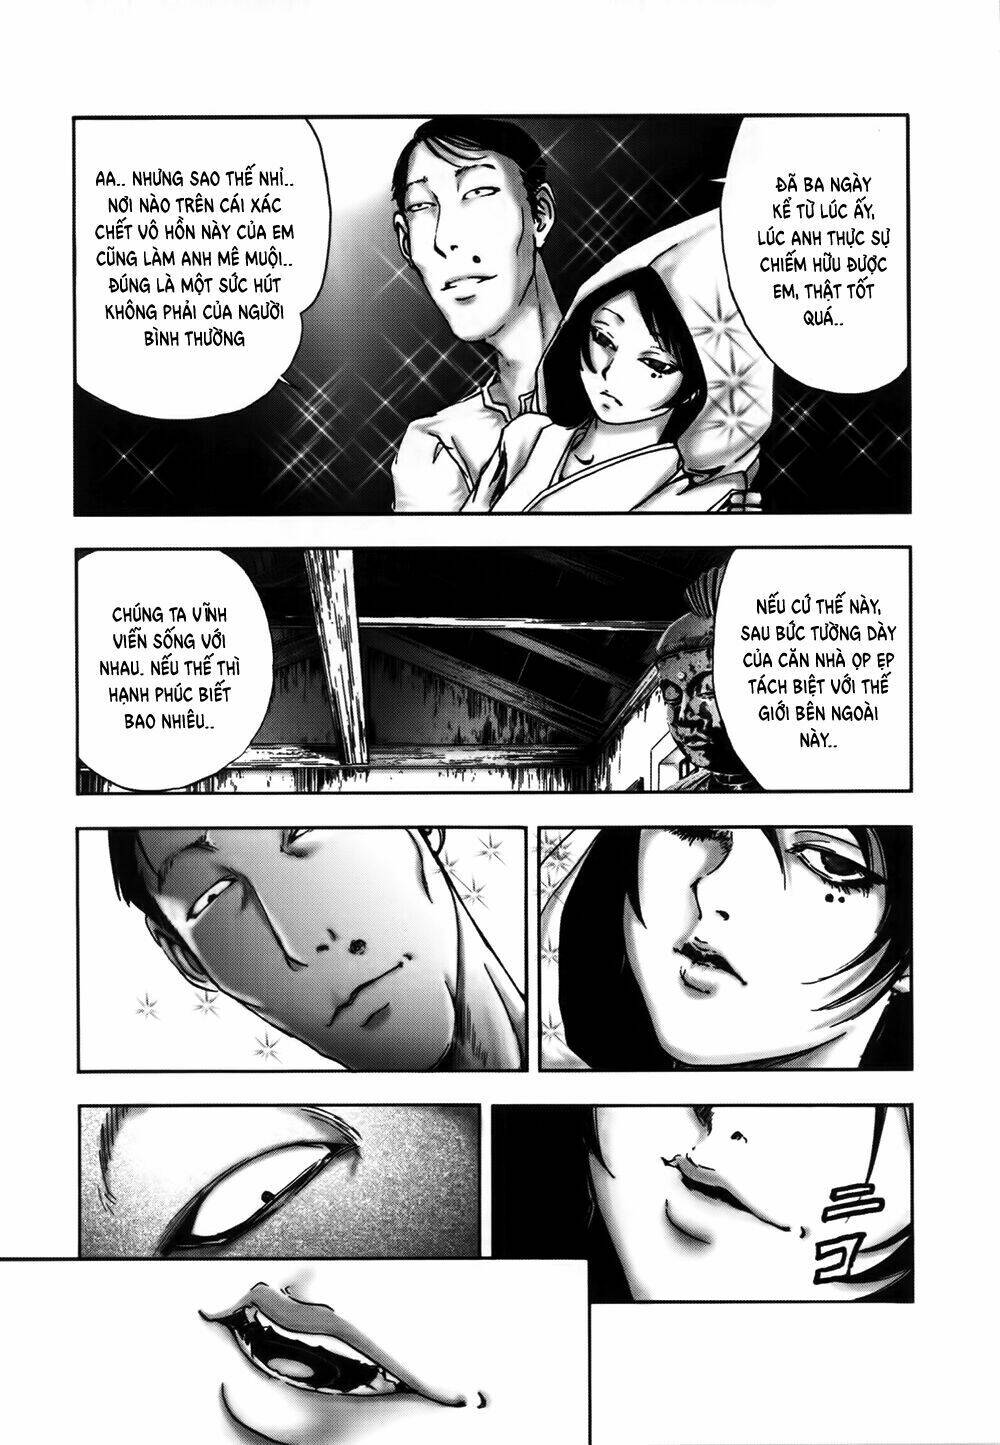 ĐÃ BA NGÀY
KỂ TỪ LÚC ẤY,
LÚC ANH THỰC SỰ
CHIẾM HỮU ĐƯỢC
EM, THẬT TỐT
QUÁ..
AA.. NHƯNG SAO THẾ NHỈ..
NƠI NÀO TRÊN CÁI XÁC
CHẾT VÔ HỒN NÀY CỦA EM
CŨNG LÀM ANH MÊ MUỘI..
ĐÚNG LÀ MỘT SỨC HÚT
KHÔNG PHẢI CỦA NGƯỜI
BÌNH THƯỜNG
NẾU CỨ THẾ NÀY,
SAU BỨC TƯỜNG DÀY
CỦA CĂN NHÀ ỌP ẸP
TÁCH BIỆT VỚI THẾ
GIỚI BÊN NGOÀI
NÀY..
CHÚNG TA VĨNH
VIỄN SỐNG VỚI
NHAU. NẾU THẾ THÌ
HẠNH PHÚC BIẾT
BAO NHIÊU..
ニコ